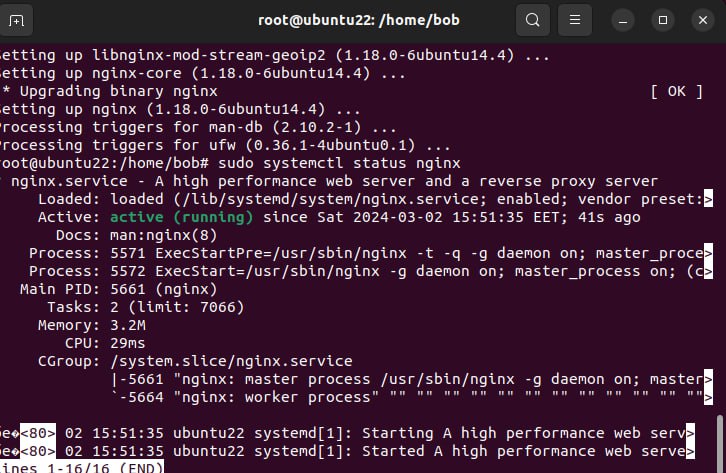 root@ubuntu22: /home/bob
Setting up libnginx-mod-stream-geoip2 (1.18.0-6ubuntu14.4) ...
Setting up nginx-core (1.18.0-6ubuntu14.4) ...
* Upgrading binary nginx [ OK ]
Setting up nginx (1.18.0-6ubuntu14.4) ...
Processing triggers for man-db (2.10.2-1) ...
Processing triggers for ufw (0.36.1-4ubuntu0.1) ...
root@ubuntu22:/home/bob# sudo systemctl status nginx
nginx.service - A high performance web server and a reverse proxy server
Loaded: loaded (/lib/systemd/system/nginx.service; enabled; vendor preset:>
Active: active (running) since Sat 2024-03-02 15:51:35 EET; 41s ago
Docs: man:nginx(8)
Process: 5571 ExecStartPre=/usr/sbin/nginx -t -q -g daemon on; master_proce>
Process: 5572 ExecStart=/usr/sbin/nginx -g daemon on; master_process on; (c>
Main PID: 5661 (nginx)
Tasks: 2 (limit: 7066)
Memory: 3.2M
CPU: 29ms
CGroup: /system.slice/nginx.service
|-5661 "nginx: master process /usr/sbin/nginx -g daemon on; master>
`-5664 "nginx: worker process" "" "" "" "" "" "" "" "" "" "" "" "">
<80> 02 15:51:35 ubuntu22 systemd[1]: Starting A high performance web serv>
<80> 02 15:51:35 ubuntu22 systemd[1]: Started A high performance web serve>
lines 1-16/16 (END)